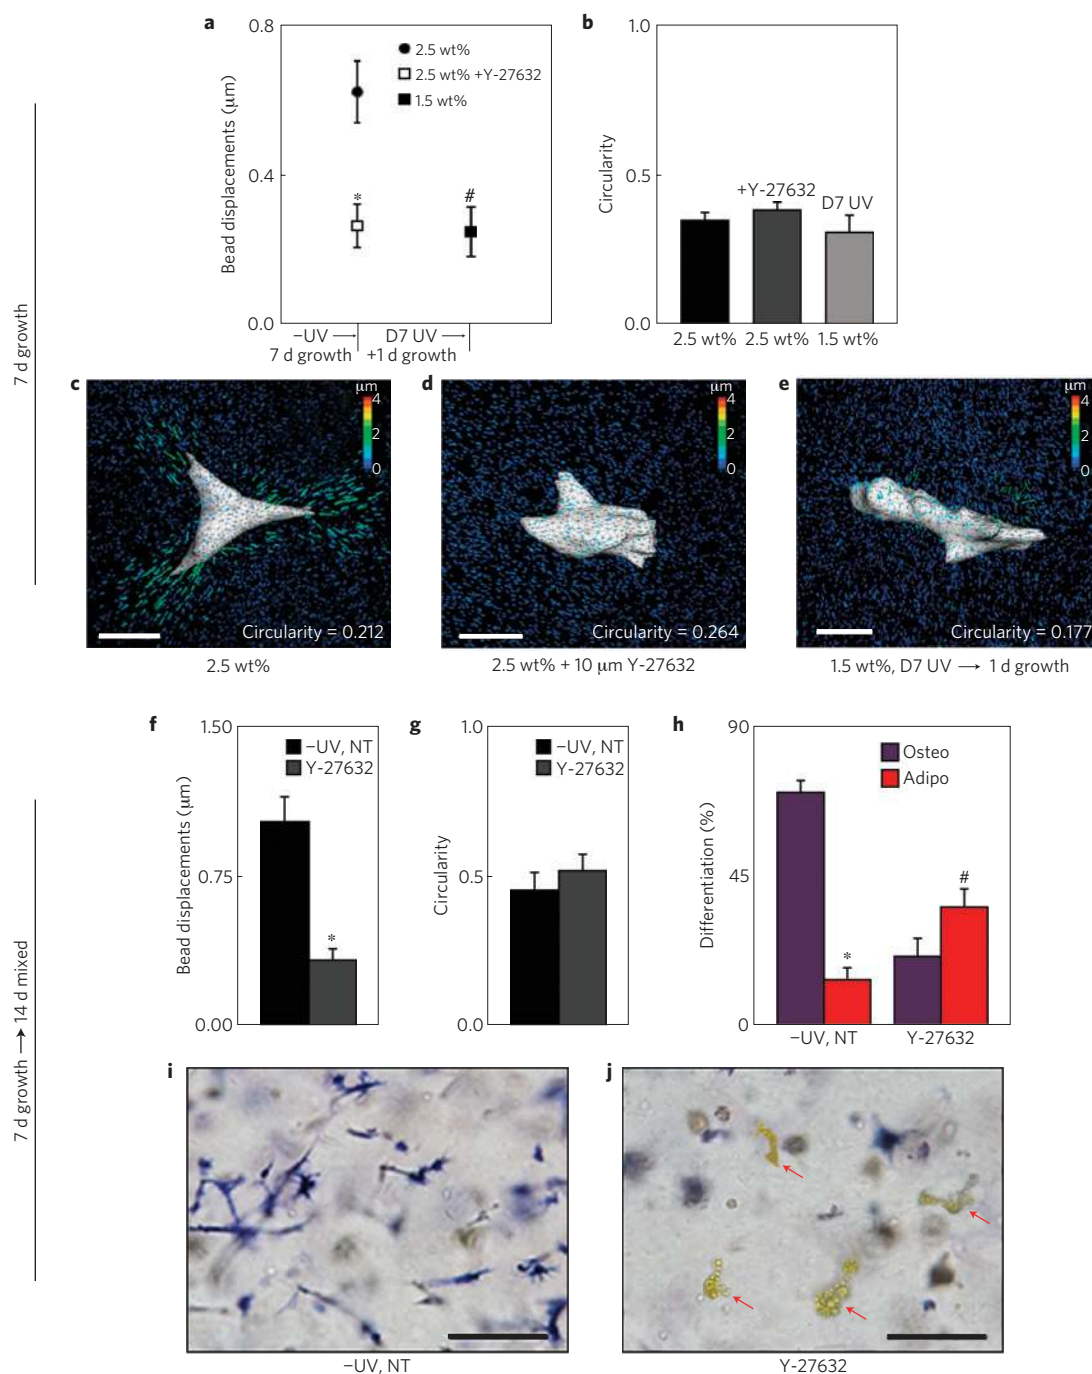 7 d growth
a
0.8
0.4
0.0
Bead displacements (μm)
2.5 wt%
2.5 wt% +Y-27632
1.5 wt%
*
#
−UV → D7 UV →
7 d growth +1 d growth
b
1.0
0.5
0.0
Circularity
+Y-27632
D7 UV
2.5 wt% 2.5 wt% 1.5 wt%
c
μm
4
2
0
Circularity = 0.212
2.5 wt%
d
μm
4
2
0
Circularity = 0.264
2.5 wt% + 10 μm Y-27632
e
μm
4
2
0
Circularity = 0.177
1.5 wt%, D7 UV → 1 d growth
7 d growth → 14 d mixed
f
1.50
0.75
0.00
Bead displacements (μm)
−UV, NT
Y-27632
*
g
1.0
0.5
0.0
Circularity
−UV, NT
Y-27632
h
90
45
0
Differentiation (%)
Osteo
Adipo
*
#
−UV, NT Y-27632
i
−UV, NT
j
Y-27632